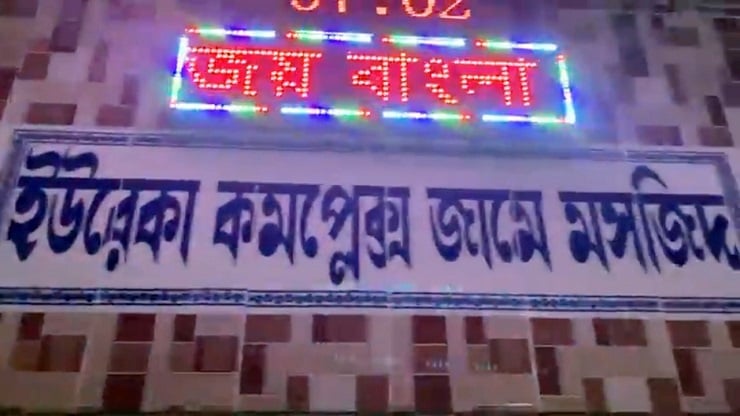 জয় বাংলা
ইউরেকা কমপ্লেক্স জামে মসজিদ